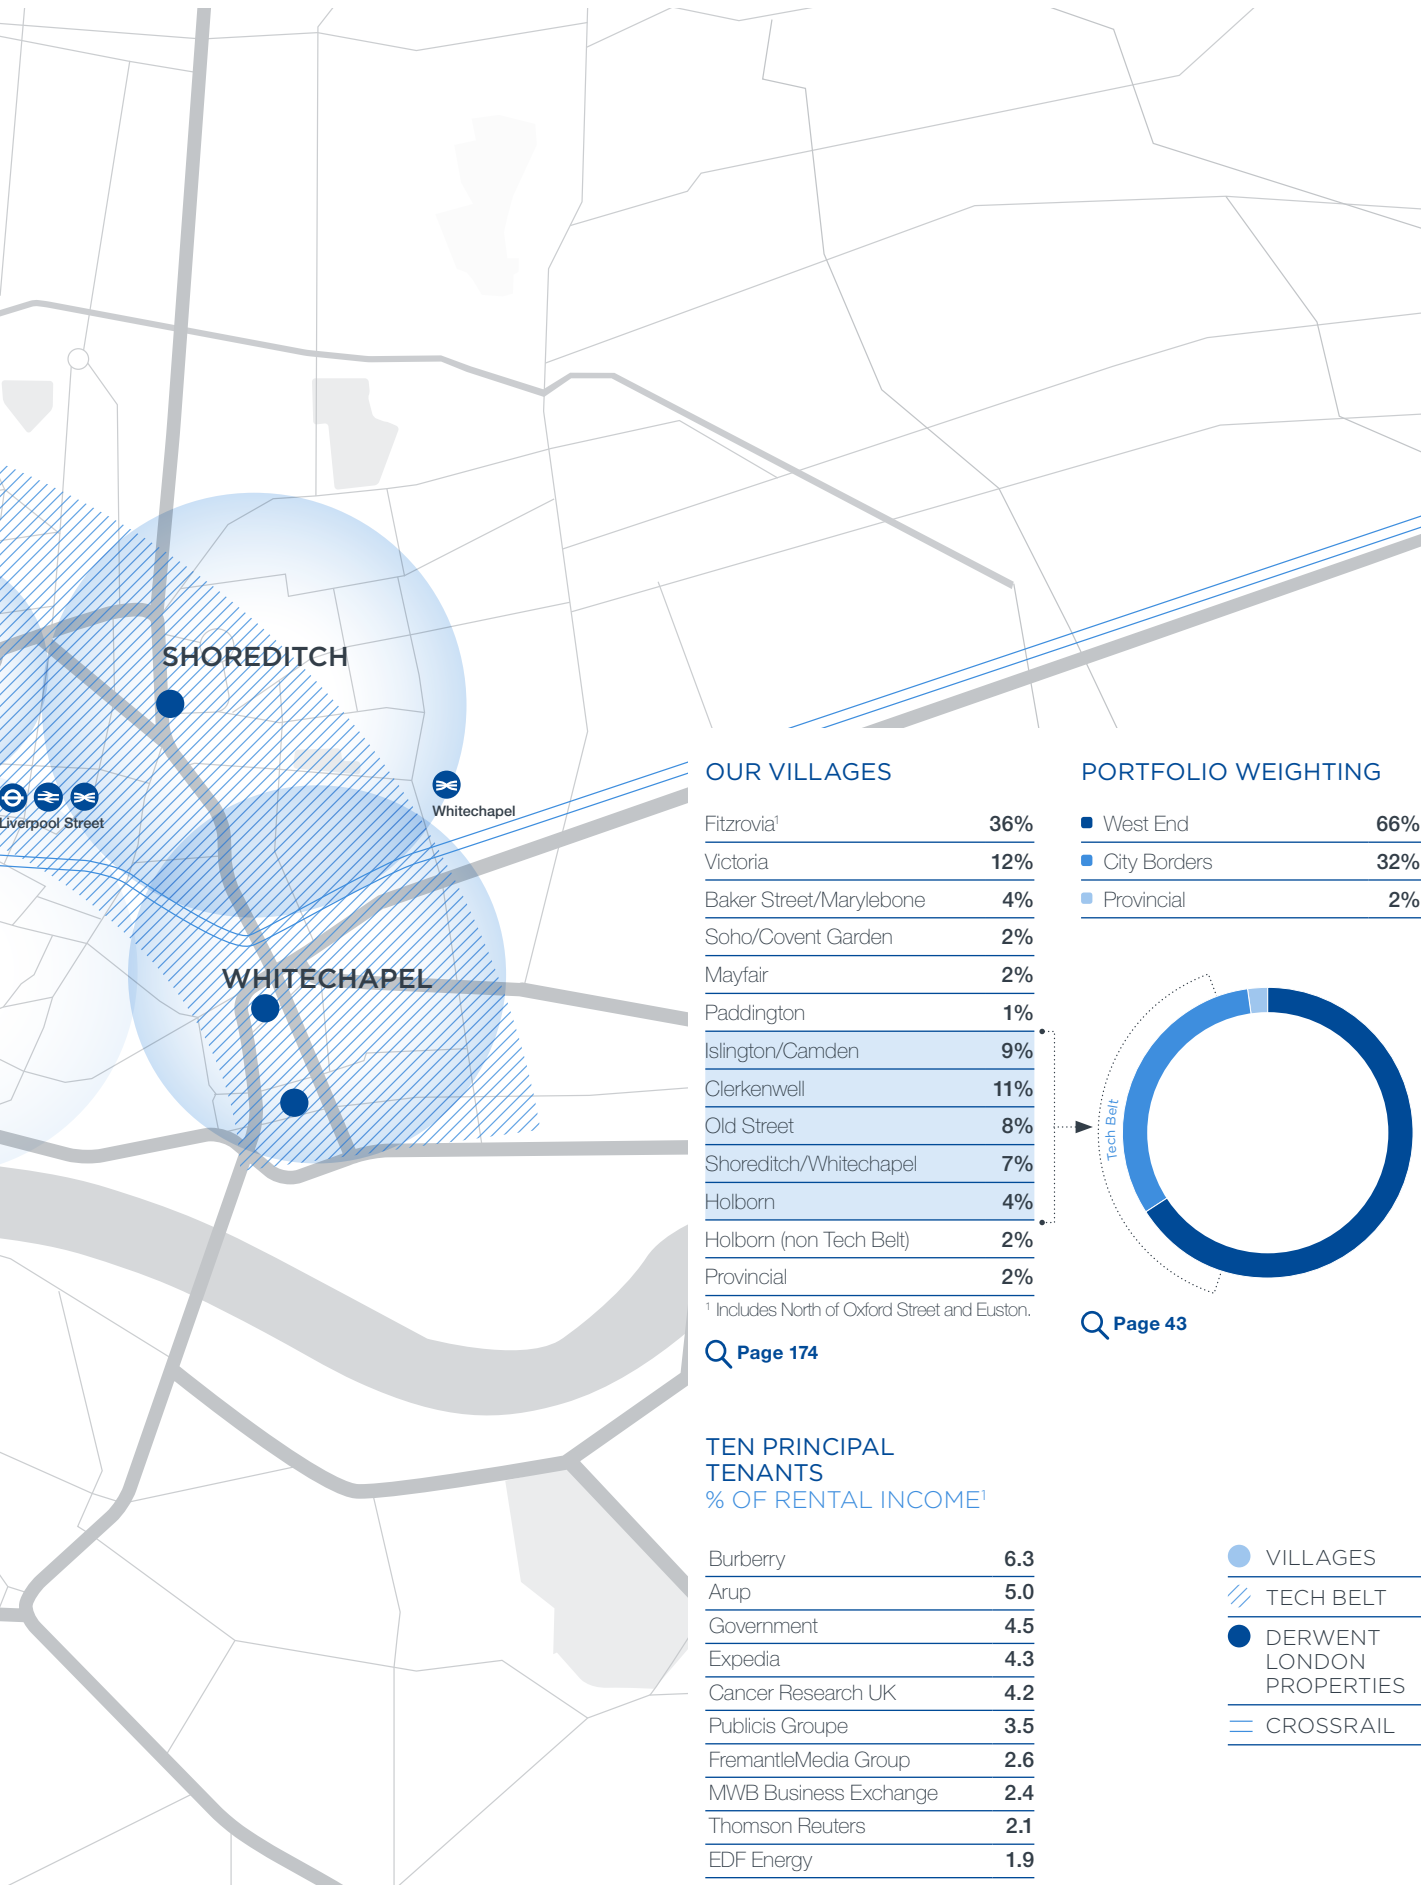 SHOREDITCH
Liverpool Street
Whitechapel
WHITECHAPEL
OUR VILLAGES
Fitzrovia¹ 36%
Victoria 12%
Baker Street/Marylebone 4%
Soho/Covent Garden 2%
Mayfair 2%
Paddington 1%
Islington/Camden 9%
Clerkenwell 11%
Old Street 8%
Shoreditch/Whitechapel 7%
Holborn 4%
Holborn (non Tech Belt) 2%
Provincial 2%
¹ Includes North of Oxford Street and Euston.
Page 174
PORTFOLIO WEIGHTING
West End 66%
City Borders 32%
Provincial 2%
Tech Belt
Page 43
TEN PRINCIPAL
TENANTS
% OF RENTAL INCOME¹
Burberry 6.3
Arup 5.0
Government 4.5
Expedia 4.3
Cancer Research UK 4.2
Publicis Groupe 3.5
FremantleMedia Group 2.6
MWB Business Exchange 2.4
Thomson Reuters 2.1
EDF Energy 1.9
VILLAGES
TECH BELT
DERWENT
LONDON
PROPERTIES
CROSSRAIL